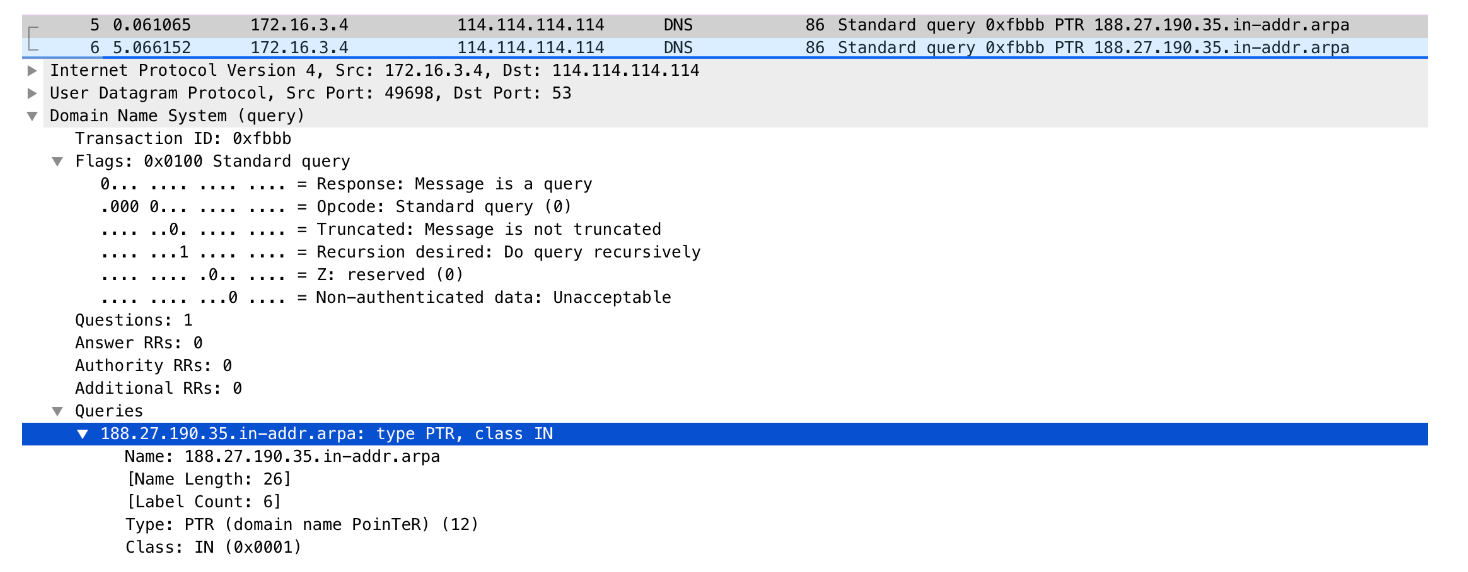 5 0.061065 172.16.3.4 114.114.114.114 DNS 86 Standard query 0xfbbb PTR 188.27.190.35.in-addr.arpa
6 5.066152 172.16.3.4 114.114.114.114 DNS 86 Standard query 0xfbbb PTR 188.27.190.35.in-addr.arpa
Internet Protocol Version 4, Src: 172.16.3.4, Dst: 114.114.114.114
User Datagram Protocol, Src Port: 49698, Dst Port: 53
Domain Name System (query)
Transaction ID: 0xfbbb
Flags: 0x0100 Standard query
0... .... .... .... = Response: Message is a query
.000 0... .... .... = Opcode: Standard query (0)
.... ..0. .... .... = Truncated: Message is not truncated
.... ...1 .... .... = Recursion desired: Do query recursively
.... .... .0.. .... = Z: reserved (0)
.... .... ...0 .... = Non-authenticated data: Unacceptable
Questions: 1
Answer RRs: 0
Authority RRs: 0
Additional RRs: 0
Queries
188.27.190.35.in-addr.arpa: type PTR, class IN
Name: 188.27.190.35.in-addr.arpa
[Name Length: 26]
[Label Count: 6]
Type: PTR (domain name PoinTeR) (12)
Class: IN (0x0001)